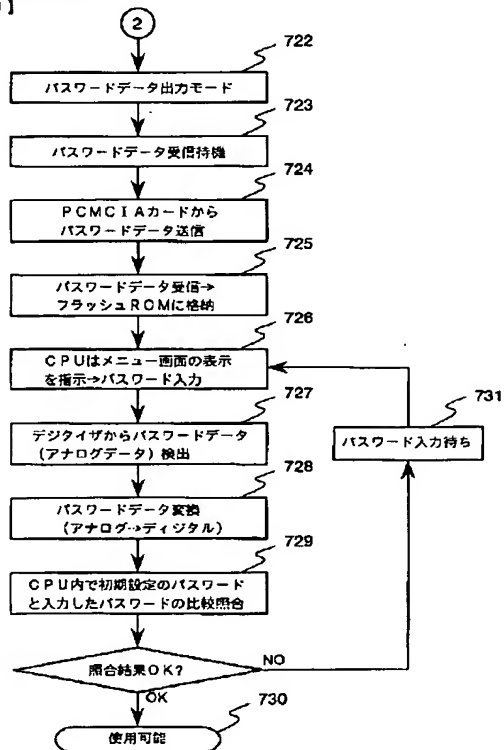 】
2
722
パスワードデータ出力モード
723
パスワードデータ受信待機
724
PCMCIAカードから
パスワードデータ送信
725
パスワードデータ受信→
フラッシュROMに格納
726
CPUはメニュー画面の表示
を指示→パスワード入力
731
パスワード入力待ち
727
デジタイザからパスワードデータ
(アナログデータ)検出
728
パスワードデータ変換
(アナログ→ディジタル)
729
CPU内で初期設定のパスワード
と入力したパスワードの比較照合
照合結果OK?
NO
OK
730
使用可能